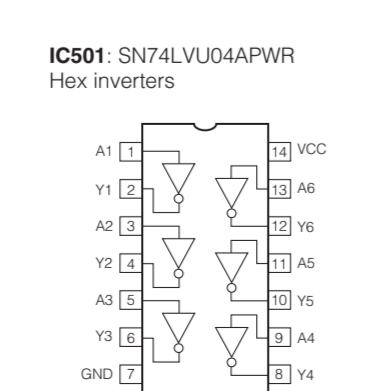 IC501: SN74LVU04APWR
Hex inverters
A1 1 14 VCC
Y1 2 13 A6
A2 3 12 Y6
Y2 4 11 A5
A3 5 10 Y5
Y3 6 9 A4
GND 7 8 Y4